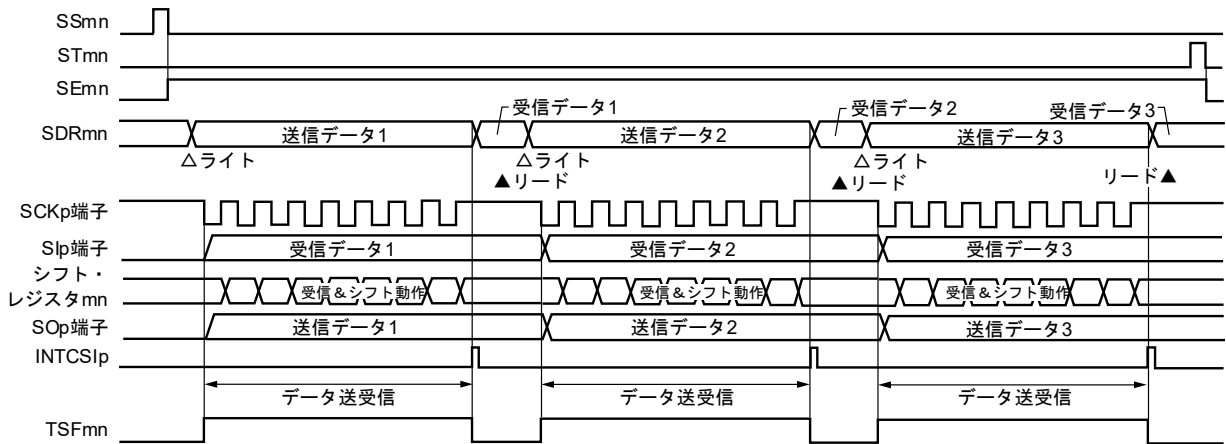 SSmn
STmn
SEmn
受信データ1 受信データ2 受信データ3
SDRmn 送信データ1 送信データ2 送信データ3
△ライト △ライト △ライト
▲リード ▲リード リード▲
SCKp端子
SIp端子 受信データ1 受信データ2 受信データ3
シフト・
レジスタmn 受信&シフト動作 受信&シフト動作 受信&シフト動作
SOp端子 送信データ1 送信データ2 送信データ3
INTCSIp
データ送受信 データ送受信 データ送受信
TSFmn